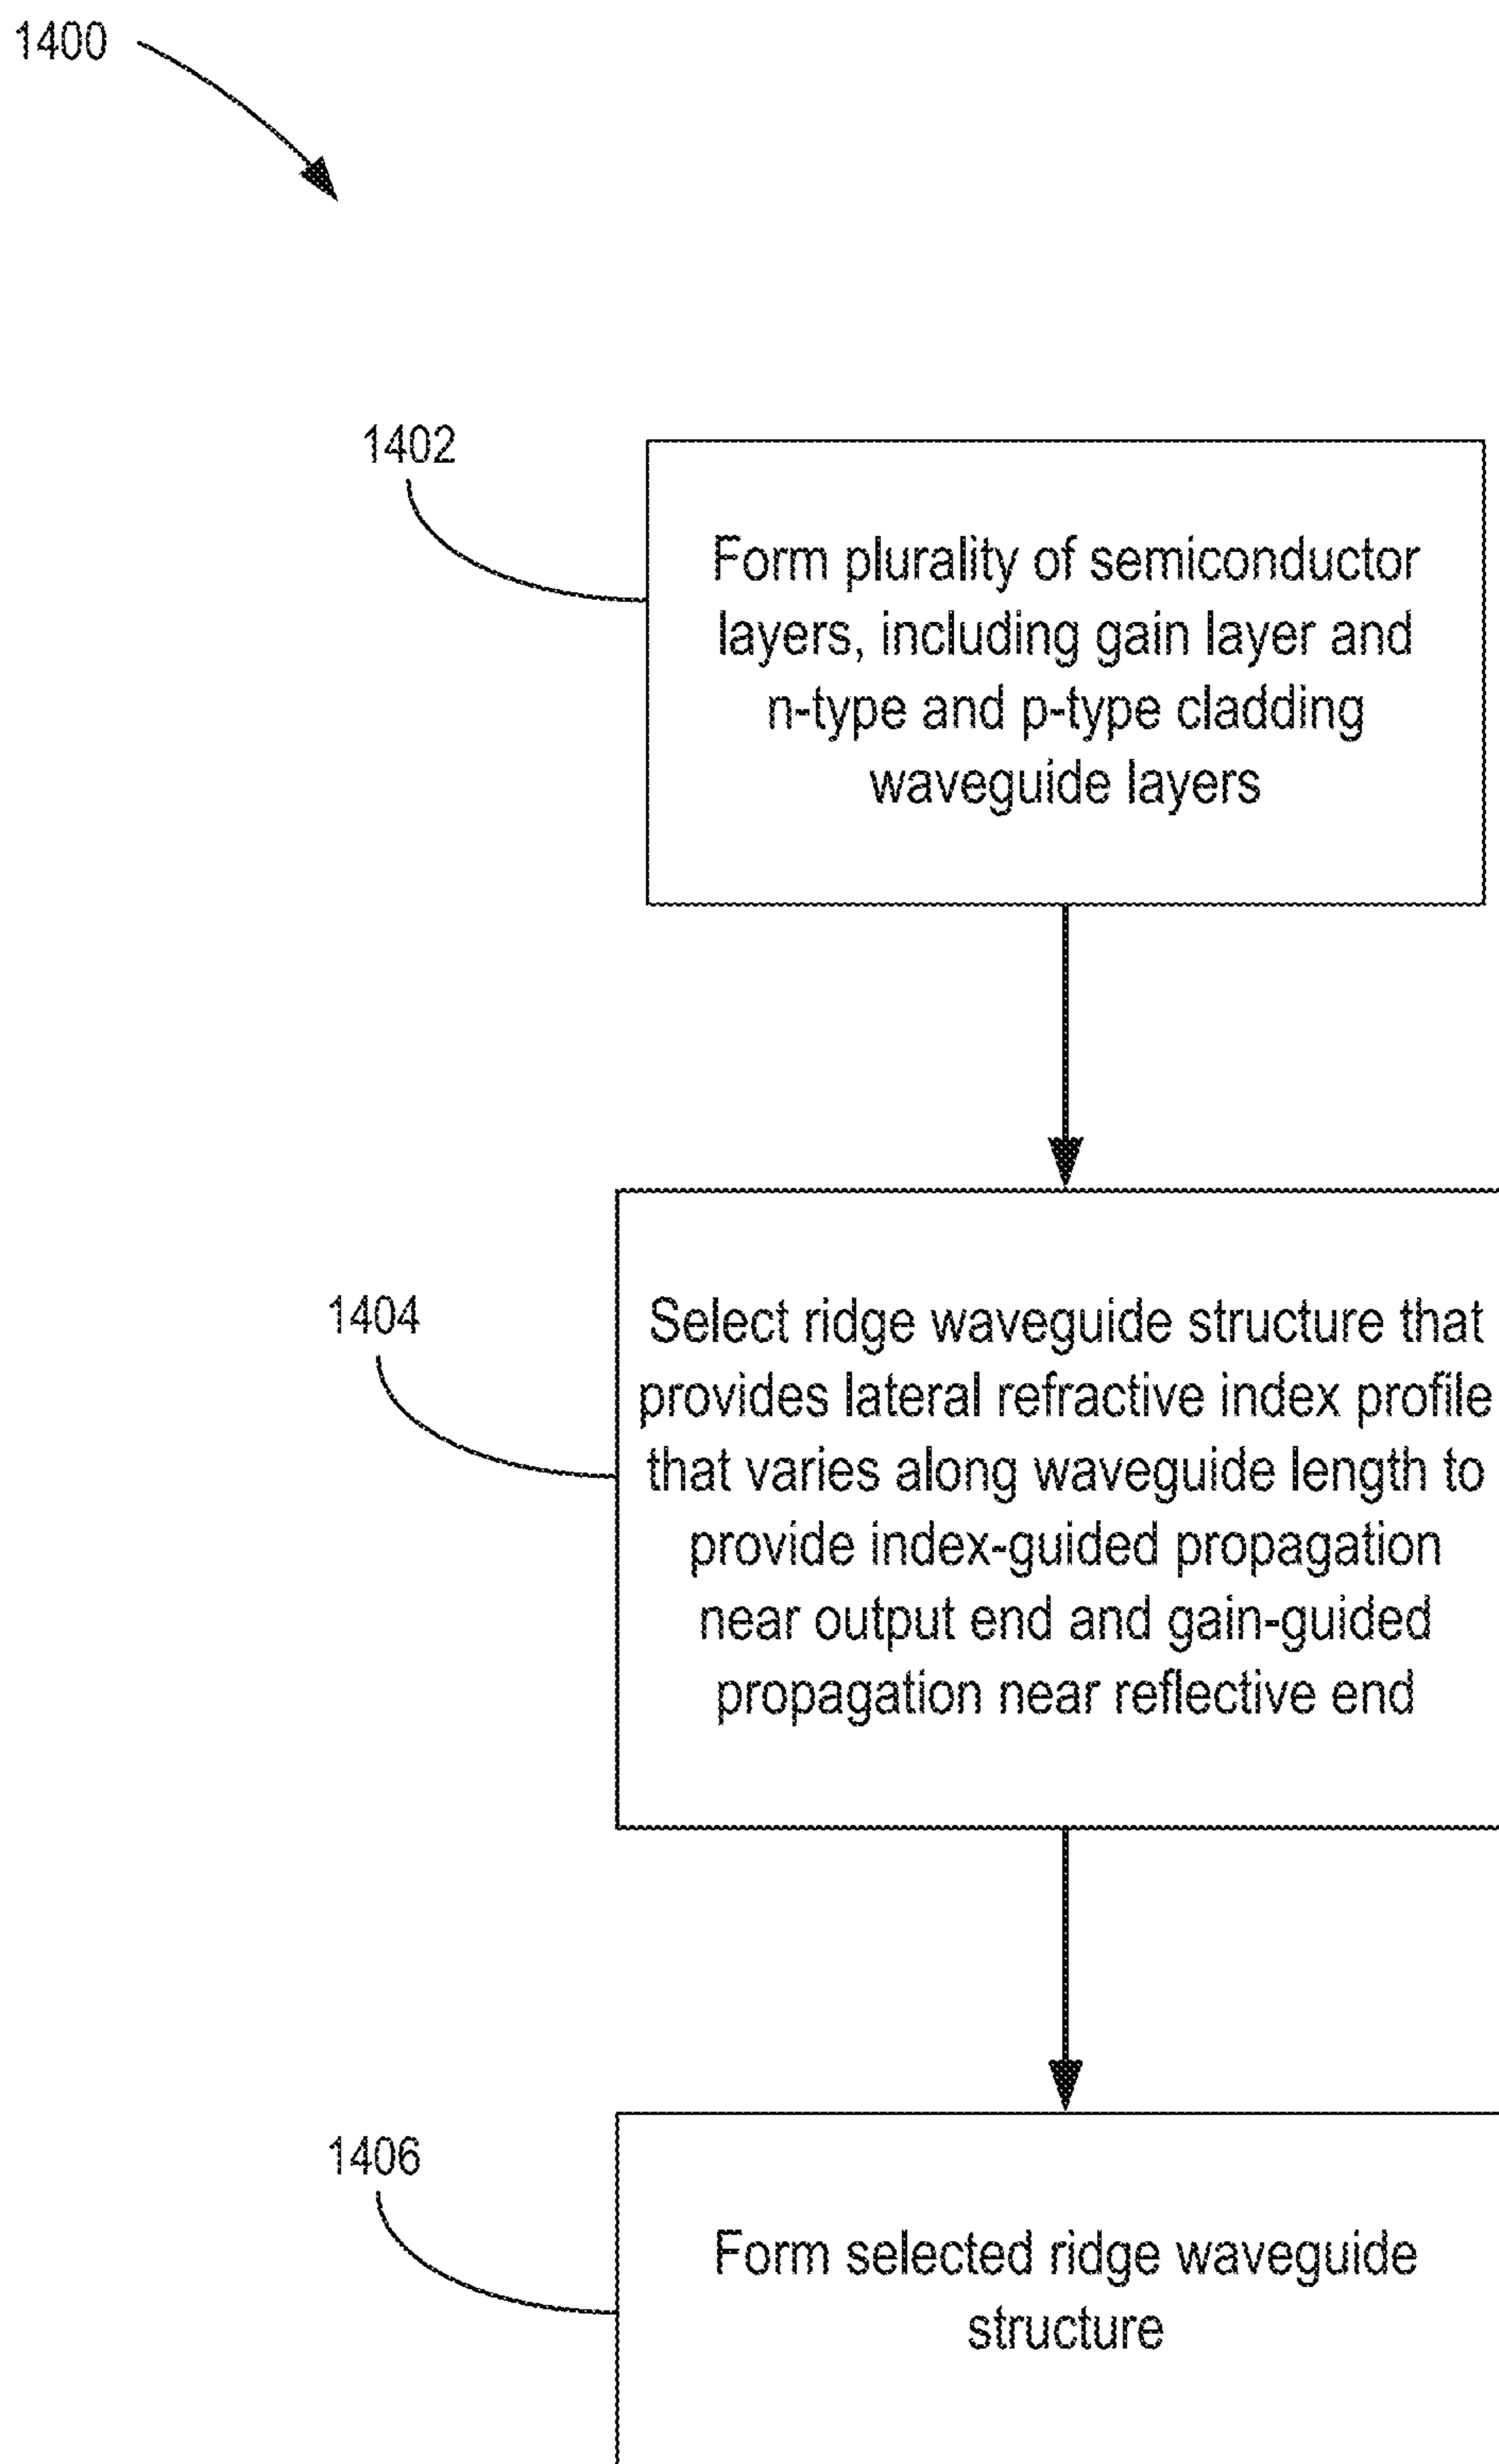 1400
1402
Form plurality of semiconductor
layers, including gain layer and
n-type and p-type cladding
waveguide layers
1404
Select ridge waveguide structure that
provides lateral refractive index profile
that varies along waveguide length to
provide index-guided propagation
near output end and gain-guided
propagation near reflective end
1406
Form selected ridge waveguide
structure